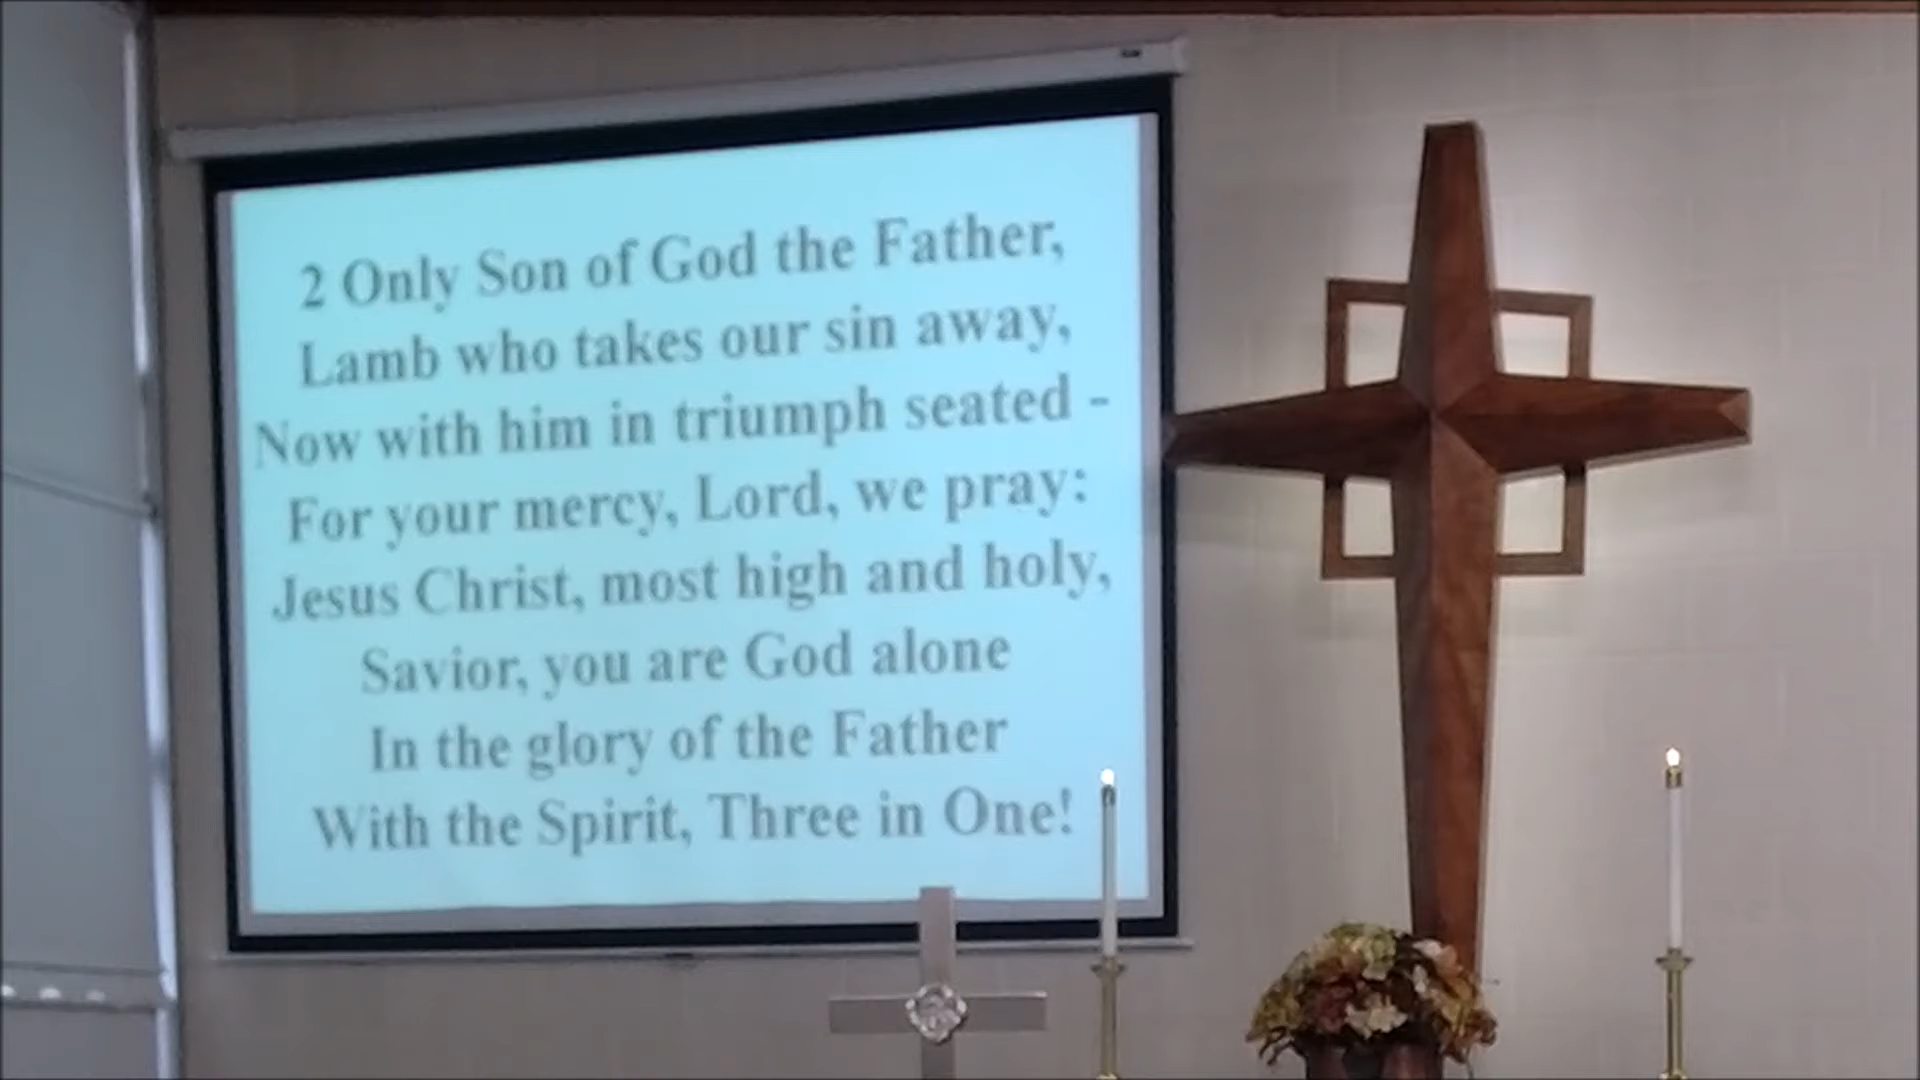 2 Only Son of God the Father,
Lamb who takes our sin away,
Now with him in triumph seated -
For your mercy, Lord, we pray:
Jesus Christ, most high and holy,
Savior, you are God alone
In the glory of the Father
With the Spirit, Three in One!